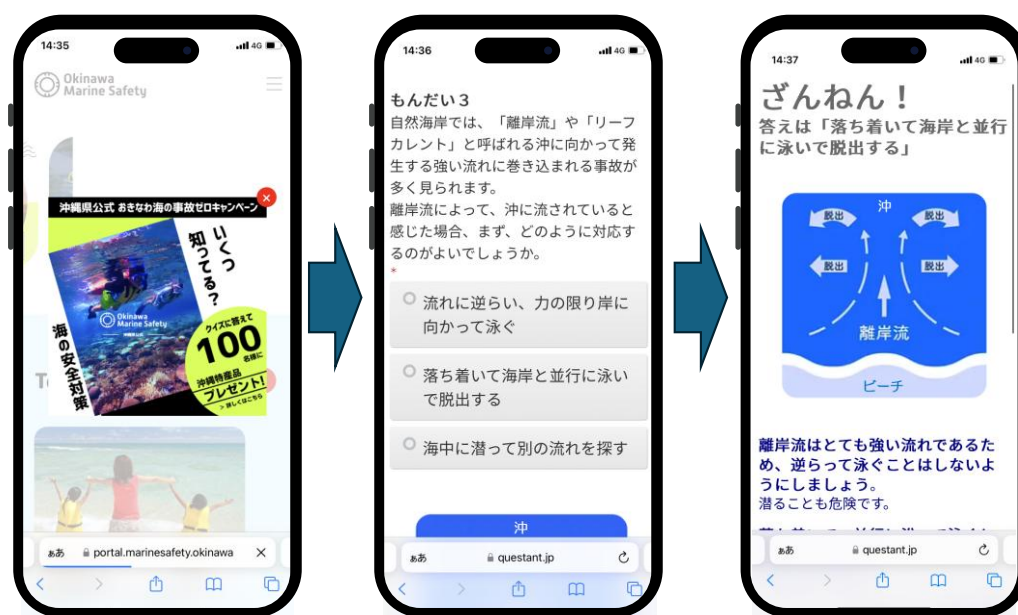 14:35
4G
Okinawa
Marine Safety
沖縄県公式 おきなわ海の事故ゼロキャンペーン
いくつ
知ってる?
Okinawa
Marine Safety
沖縄県公式
海の安全対策
クイズに答えて
100
名様に
沖縄特産品
プレゼント!
> 詳しくはこちら
ぁあ portal.marinesafety.okinawa
14:36
4G
もんだい3
自然海岸では、「離岸流」や「リーフ
カレント」と呼ばれる沖に向かって発
生する強い流れに巻き込まれる事故が
多く見られます。
離岸流によって、沖に流されていると
感じた場合、まず、どのように対応す
るのがよいでしょうか。
*
流れに逆らい、力の限り岸に
向かって泳ぐ
落ち着いて海岸と並行に泳い
で脱出する
海中に潜って別の流れを探す
沖
ぁあ questant.jp
14:37
4G
ざんねん!
答えは「落ち着いて海岸と並行
に泳いで脱出する」
沖
脱出 脱出
脱出 脱出
離岸流
ビーチ
離岸流はとても強い流れであるた
め、逆らって泳ぐことはしないよ
うにしましょう。
潜ることも危険です。
ぁあ questant.jp